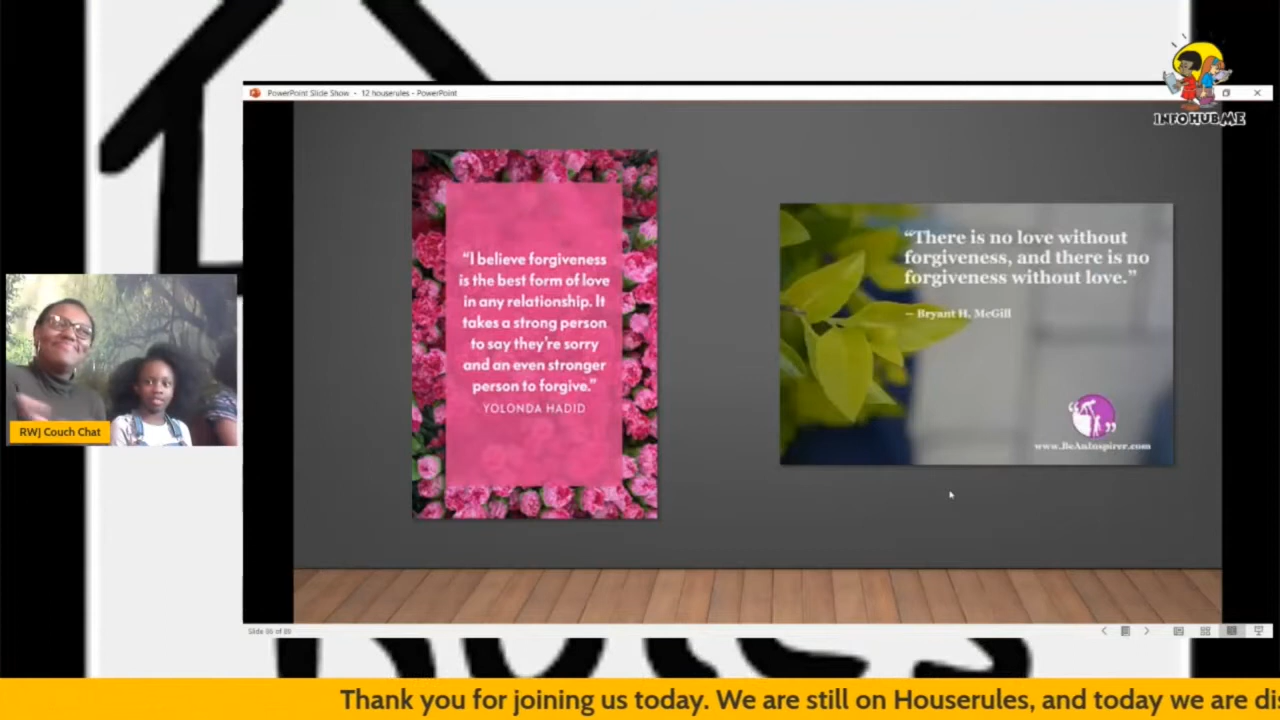 PowerPoint Slide Show - 12 houserules - PowerPoint
INFO HUB ME
“I believe forgiveness
is the best form of love
in any relationship. It
takes a strong person
to say they're sorry
and an even stronger
person to forgive.”
YOLONDA HADID
“There is no love without
forgiveness, and there is no
forgiveness without love.”
— Bryant H. McGill
www.BeAnInspirer.com
RWJ Couch Chat
Thank you for joining us today. We are still on Houserules, and today we are dis